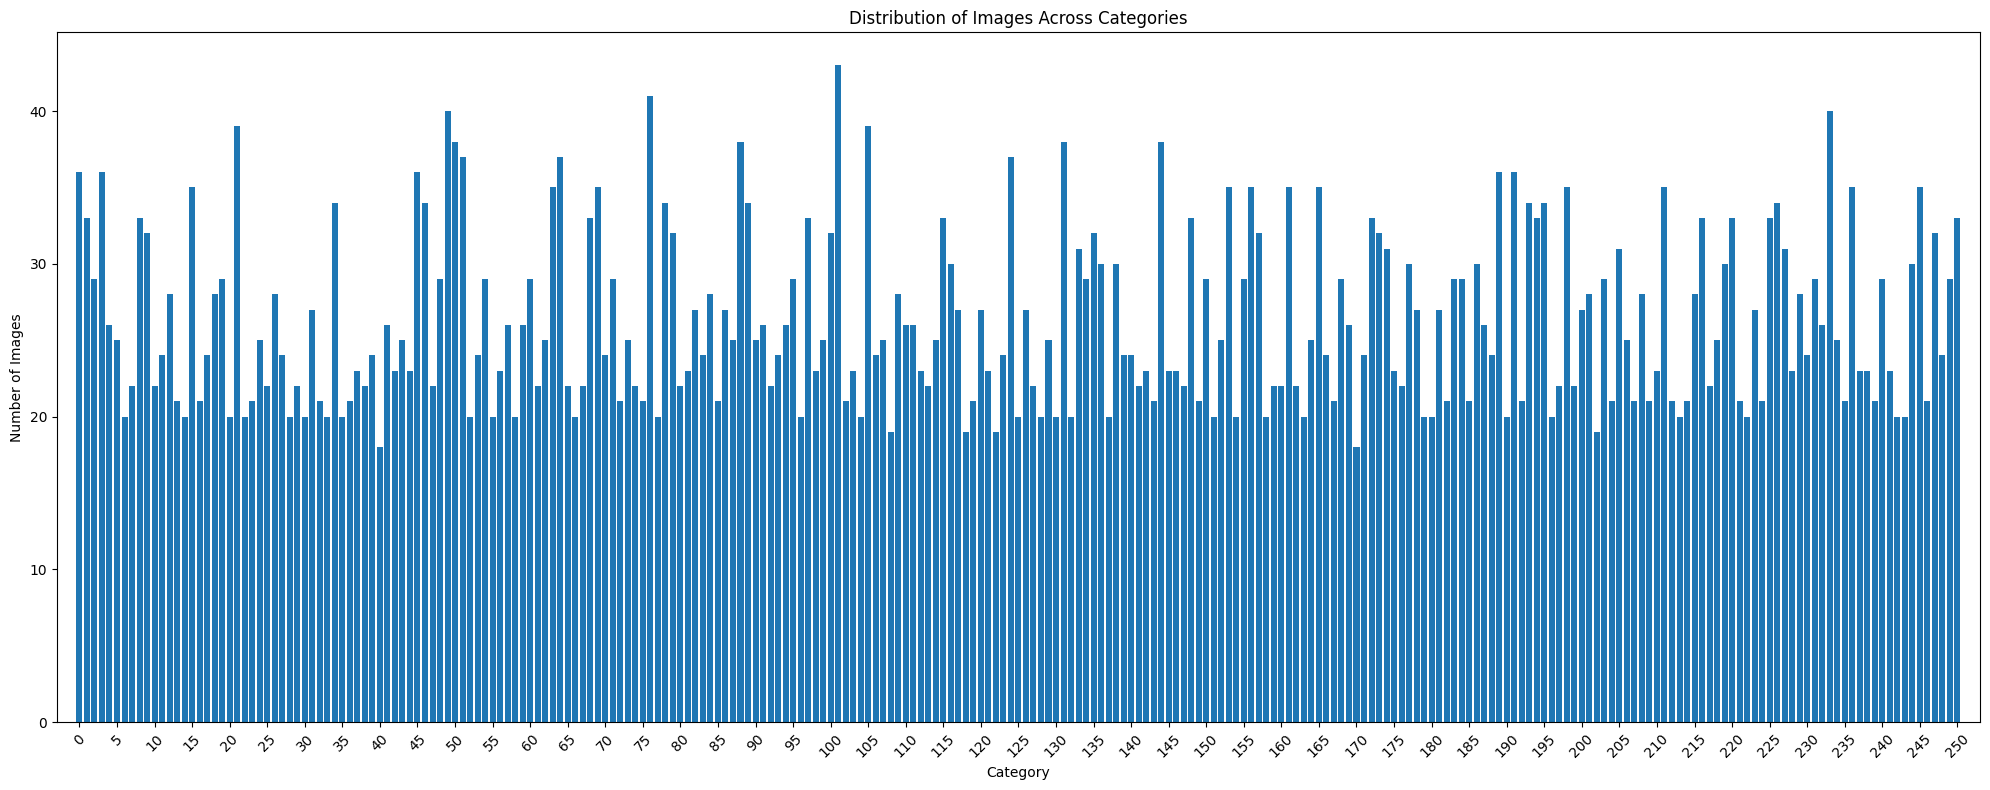 Distribution of Images Across Categories
Number of Images
40
30
20
10
0
0 5 10 15 20 25 30 35 40 45 50 55 60 65 70 75 80 85 90 95 100 105 110 115 120 125 130 135 140 145 150 155 160 165 170 175 180 185 190 195 200 205 210 215 220 225 230 235 240 245 250
Category